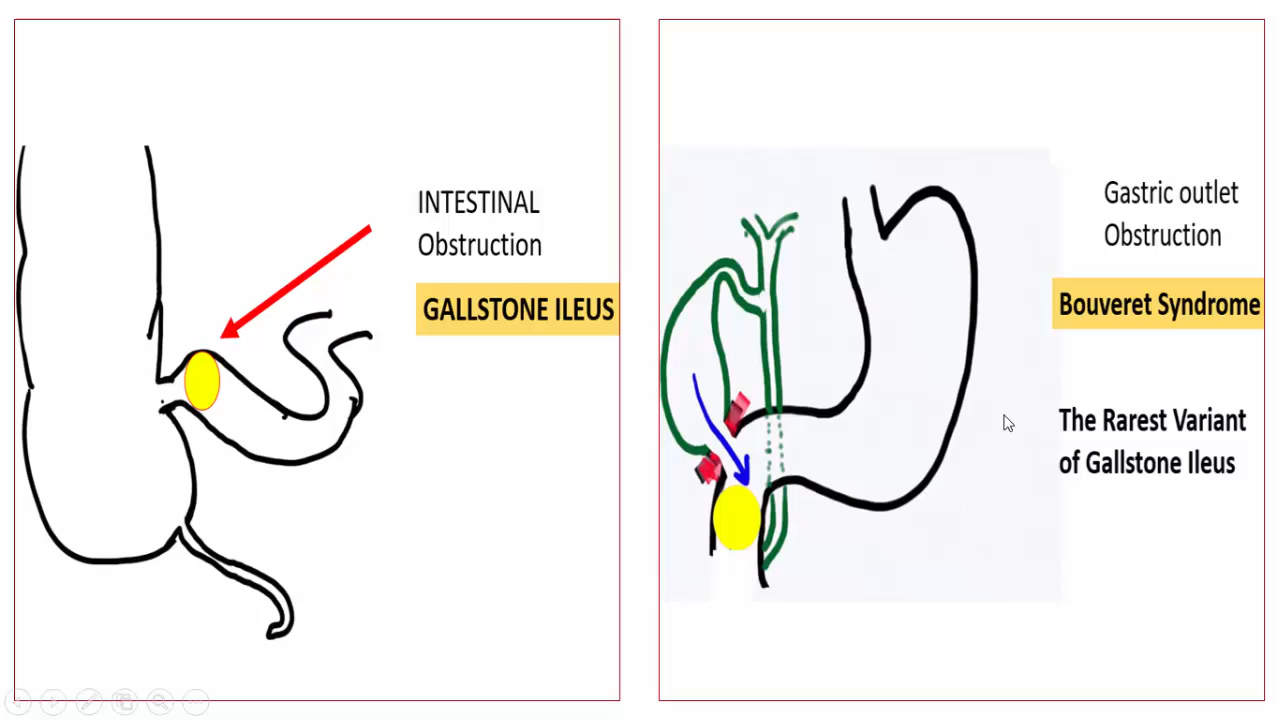 INTESTINAL
Obstruction
GALLSTONE ILEUS
Gastric outlet
Obstruction
Bouveret Syndrome
The Rarest Variant
of Gallstone Ileus